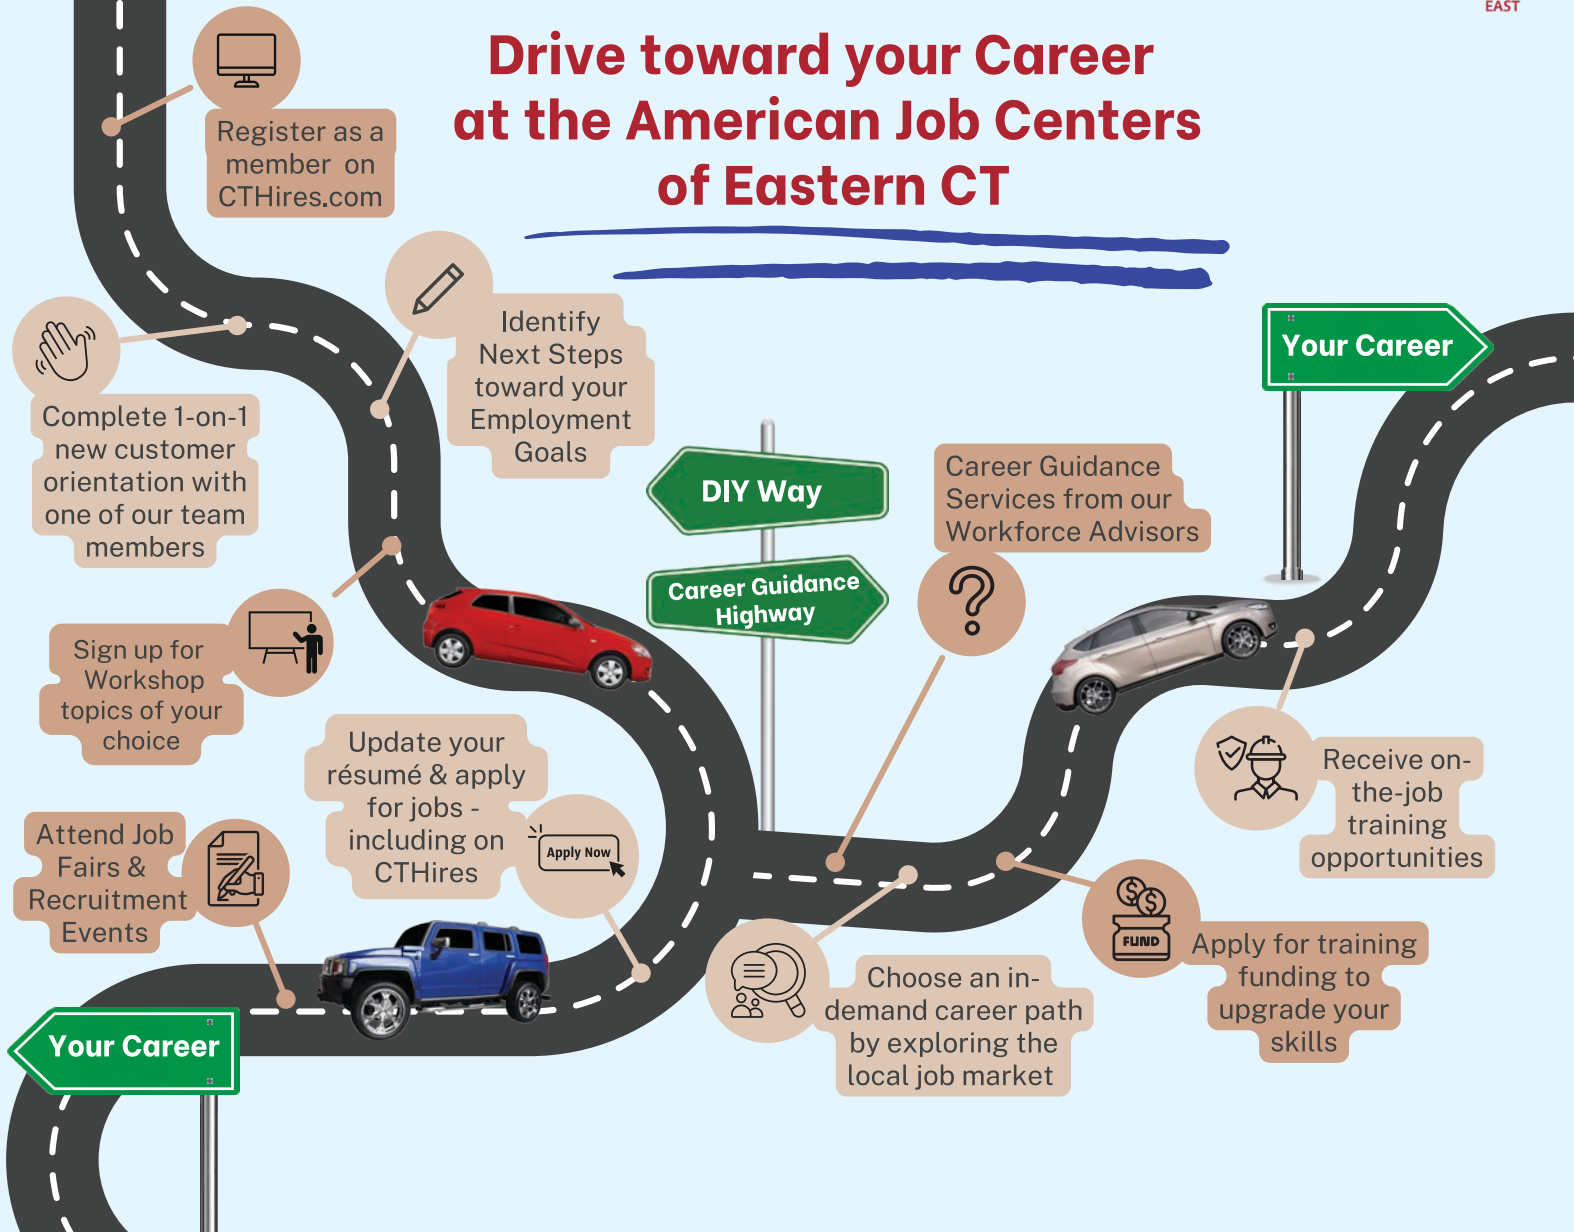 EAST
Drive toward your Career
at the American Job Centers
of Eastern CT
Register as a
member on
CTHires.com
Complete 1-on-1
new customer
orientation with
one of our team
members
Identify
Next Steps
toward your
Employment
Goals
Sign up for
Workshop
topics of your
choice
DIY Way
Career Guidance
Highway
Update your
résumé & apply
for jobs -
including on
CTHires
Apply Now
Attend Job
Fairs &
Recruitment
Events
Your Career
Career Guidance
Services from our
Workforce Advisors
Choose an in-
demand career path
by exploring the
local job market
FUND
Apply for training
funding to
upgrade your
skills
Receive on-
the-job
training
opportunities
Your Career